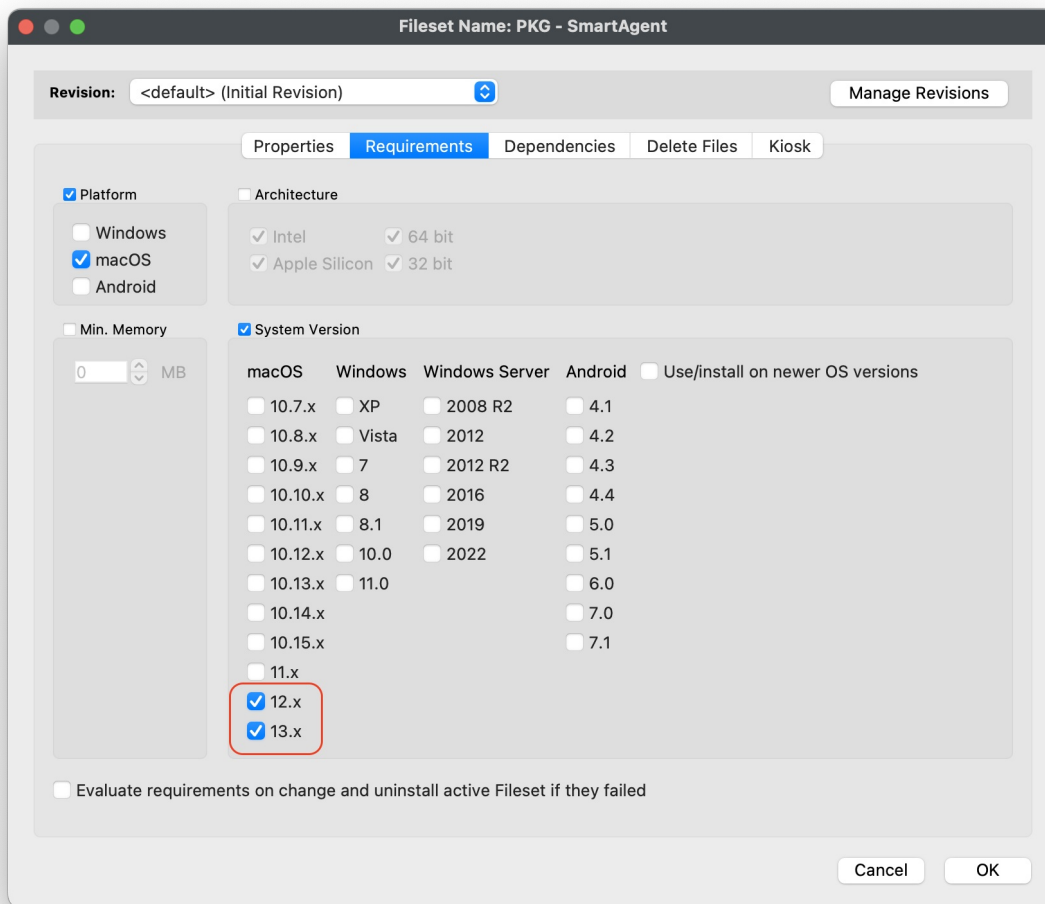 Fileset Name: PKG - SmartAgent
Revision: <default> (Initial Revision) Manage Revisions
Properties Requirements Dependencies Delete Files Kiosk
Platform Architecture
Windows
macOS
Android
Intel 64 bit
Apple Silicon 32 bit
Min. Memory System Version
0 MB
macOS Windows Windows Server Android Use/install on newer OS versions
10.7.x XP 2008 R2 4.1
10.8.x Vista 2012 4.2
10.9.x 7 2012 R2 4.3
10.10.x 8 2016 4.4
10.11.x 8.1 2019 5.0
10.12.x 10.0 2022 5.1
10.13.x 11.0 6.0
10.14.x 7.0
10.15.x 7.1
11.x
12.x
13.x
Evaluate requirements on change and uninstall active Fileset if they failed
Cancel OK